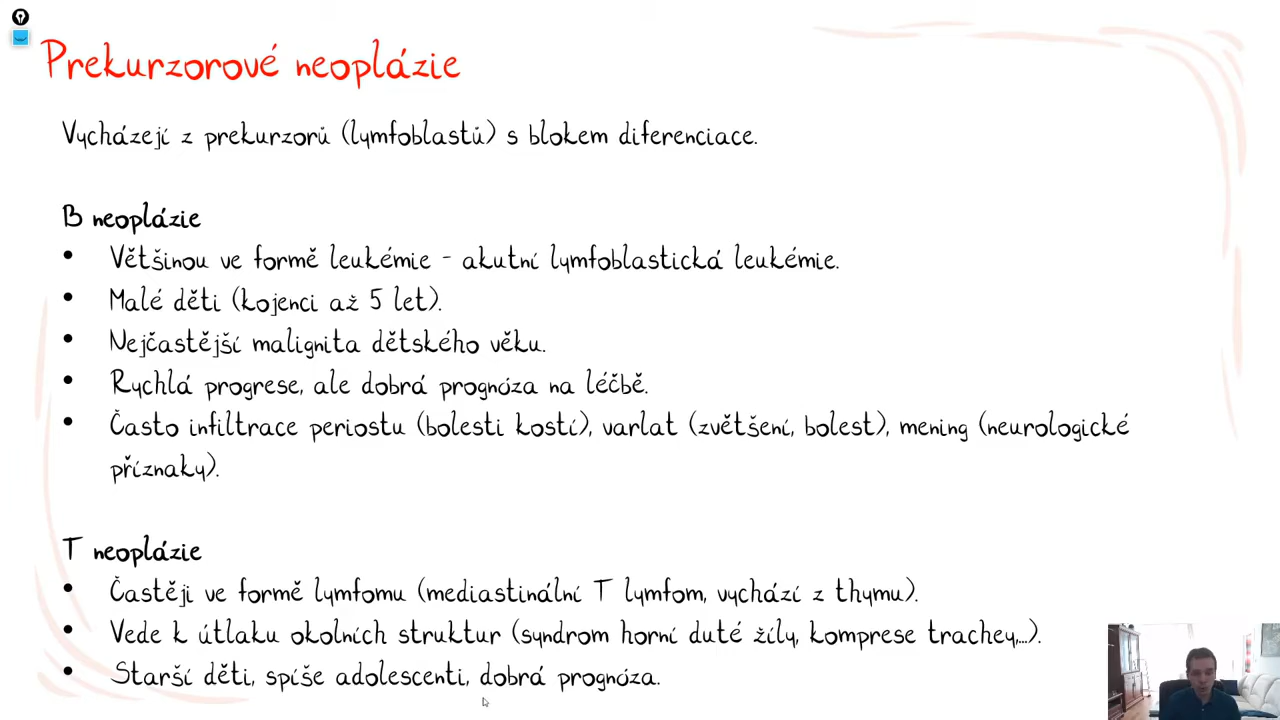 Prekurzorové neoplázie
Vycházejí z prekurzorů (lymfoblastů) s blokem diferenciace.
B neoplázie
• Většinou ve formě leukémie - akutní lymfoblastická leukémie.
• Malé děti (kojenci až 5 let).
• Nejčastější malignita dětského věku.
• Rychlá progrese, ale dobrá prognóza na léčbě.
• Často infiltrace periostu (bolesti kostí), varlat (zvětšení, bolest), mening (neurologické
příznaky).
T neoplázie
• Častěji ve formě lymfomu (mediastinální T lymfom, vychází z thymu).
• Vede k útlaku okolních struktur (syndrom horní duté žíly, komprese trachey,...).
• Starší děti, spíše adolescenti, dobrá prognóza.